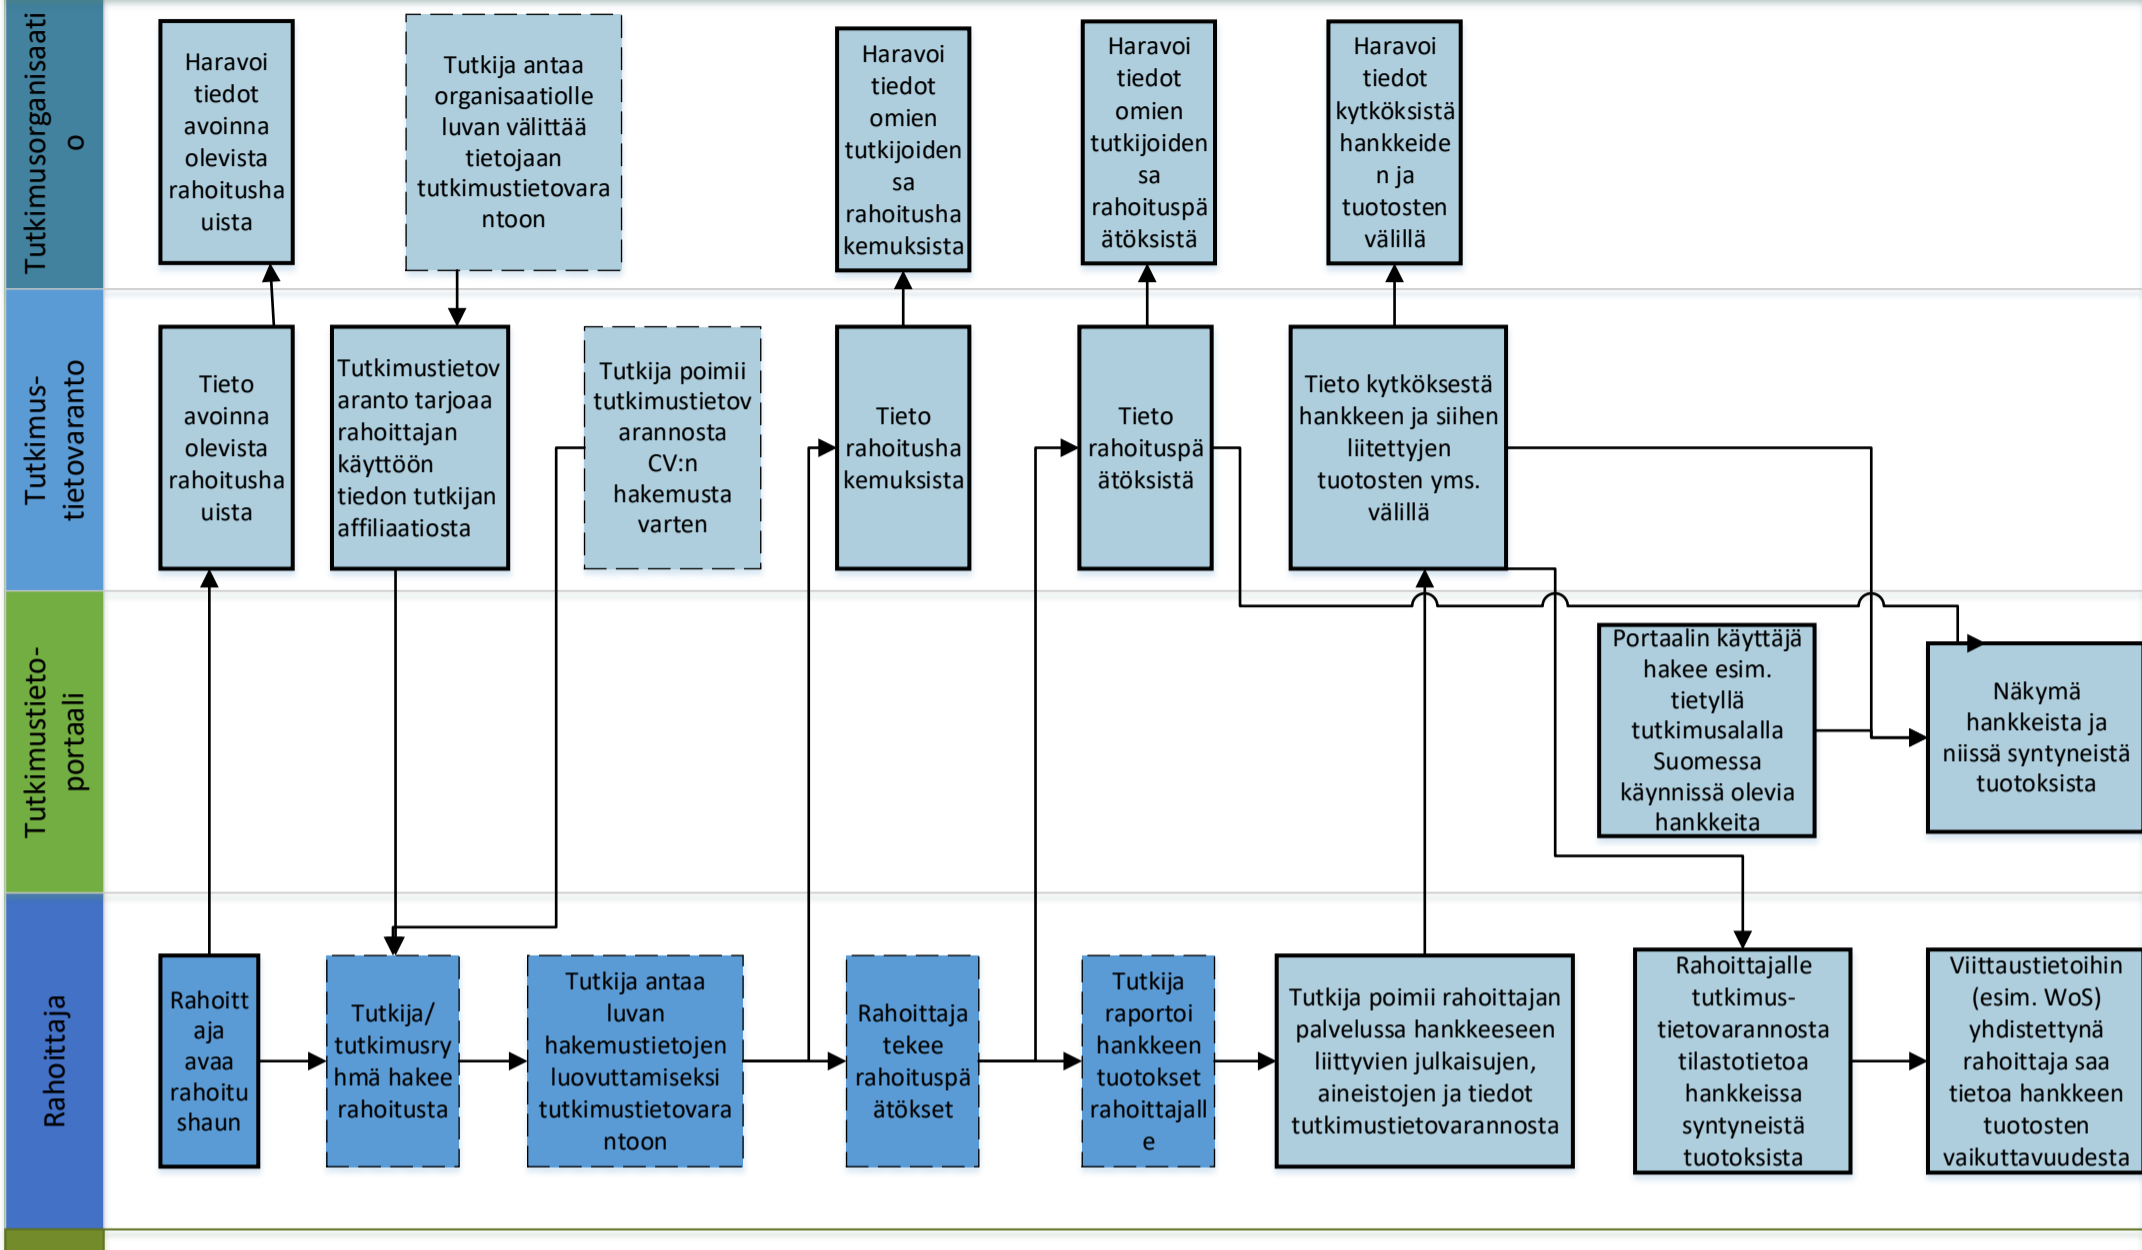 Tutkimusorganisaati
o
Haravoi
tiedot
avoinna
olevista
rahoitusha
uista
Tutkija antaa
organisaatiolle
luvan välittää
tietojaan
tutkimustietovara
ntoon
Haravoi
tiedot
omien
tutkijoiden
sa
rahoitusha
kemuksista
Haravoi
tiedot
omien
tutkijoiden
sa
rahoituspä
ätöksistä
Haravoi
tiedot
kytköksistä
hankkeide
n ja
tuotosten
välillä
Tutkimus-
tietovaranto
Tieto
avoinna
olevista
rahoitusha
uista
Tutkimustietov
aranto tarjoaa
rahoittajan
käyttöön
tiedon tutkijan
affiliaatiosta
Tutkija poimii
tutkimustietov
arannosta
CV:n
hakemusta
varten
Tieto
rahoitusha
kemuksista
Tieto
rahoituspä
ätöksistä
Tieto kytköksestä
hankkeen ja siihen
liitettyjen
tuotosten yms.
välillä
Tutkimustieto-
portaali
Portaalin käyttäjä
hakee esim.
tietyllä
tutkimusalalla
Suomessa
käynnissä olevia
hankkeita
Näkymä
hankkeista ja
niissä syntyneistä
tuotoksista
Rahoittaja
Rahoitt
aja
avaa
rahoitu
shaun
Tutkija/
tutkimusry
hmä hakee
rahoitusta
Tutkija antaa
luvan
hakemustietojen
luovuttamiseksi
tutkimustietovara
ntoon
Rahoittaja
tekee
rahoituspä
ätökset
Tutkija
raportoi
hankkeen
tuotokset
rahoittajall
e
Tutkija poimii rahoittajan
palvelussa hankkeeseen
liittyvien julkaisujen,
aineistojen ja tiedot
tutkimustietovarannosta
Rahoittajalle
tutkimus-
tietovarannosta
tilastotietoa
hankkeissa
syntyneistä
tuotoksista
Viittaustietoihin
(esim. WoS)
yhdistettynä
rahoittaja saa
tietoa hankkeen
tuotosten
vaikuttavuudesta